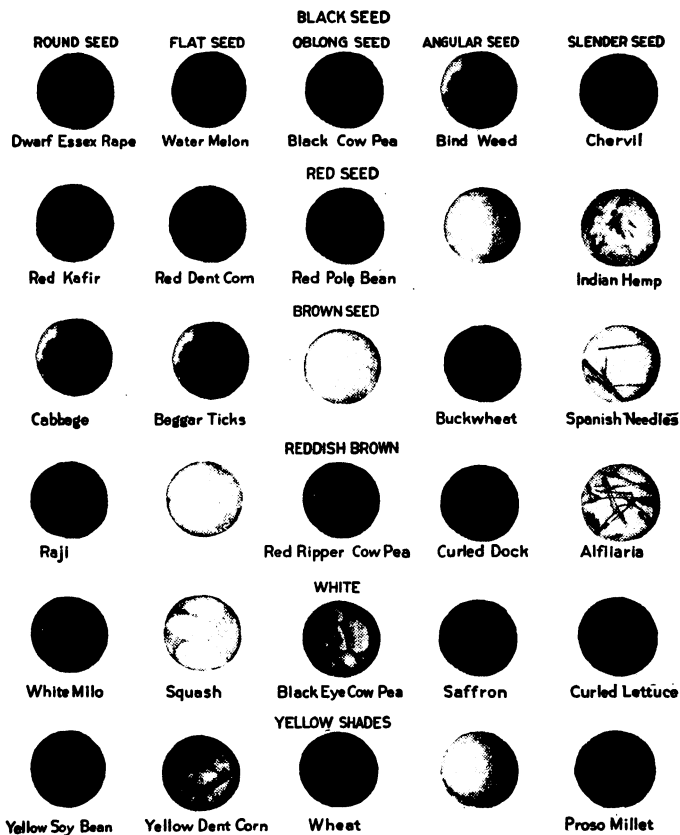 BLACK SEED
ROUND SEED FLAT SEED OBLONG SEED ANGULAR SEED SLENDER SEED
Dwarf Essex Rape Water Melon Black Cow Pea Bind Weed Chervil
RED SEED
Red Kafir Red Dent Corn Red Pole Bean Indian Hemp
BROWN SEED
Cabbage Beggar Ticks Buckwheat Spanish Needles
REDDISH BROWN
Raji Red Ripper Cow Pea Curled Dock Alfilaria
WHITE
White Milo Squash Black Eye Cow Pea Saffron Curled Lettuce
YELLOW SHADES
Yellow Soy Bean Yellow Dent Corn Wheat Proso Millet